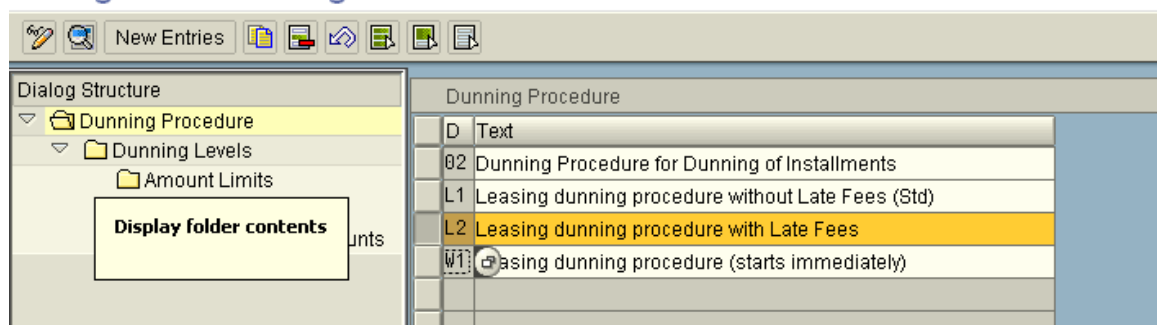 New Entries
Dialog Structure
Dunning Procedure
Dunning Levels
Amount Limits
Display folder contents
unts
Dunning Procedure
D Text
02 Dunning Procedure for Dunning of Installments
L1 Leasing dunning procedure without Late Fees (Std)
L2 Leasing dunning procedure with Late Fees
W1 asing dunning procedure (starts immediately)